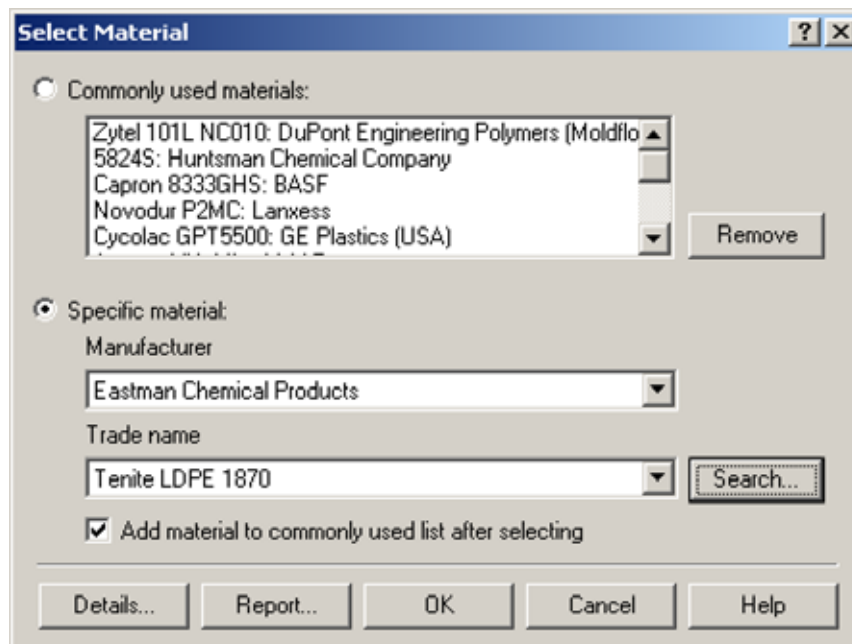 Select Material
Commonly used materials:
Zytel 101L NC010: DuPont Engineering Polymers (Moldflo
5824S: Huntsman Chemical Company
Capron 8333GHS: BASF
Novodur P2MC: Lanxess
Cycolac GPT5500: GE Plastics (USA)
Remove
Specific material:
Manufacturer
Eastman Chemical Products
Trade name
Tenite LDPE 1870
Search...
Add material to commonly used list after selecting
Details...
Report...
OK
Cancel
Help